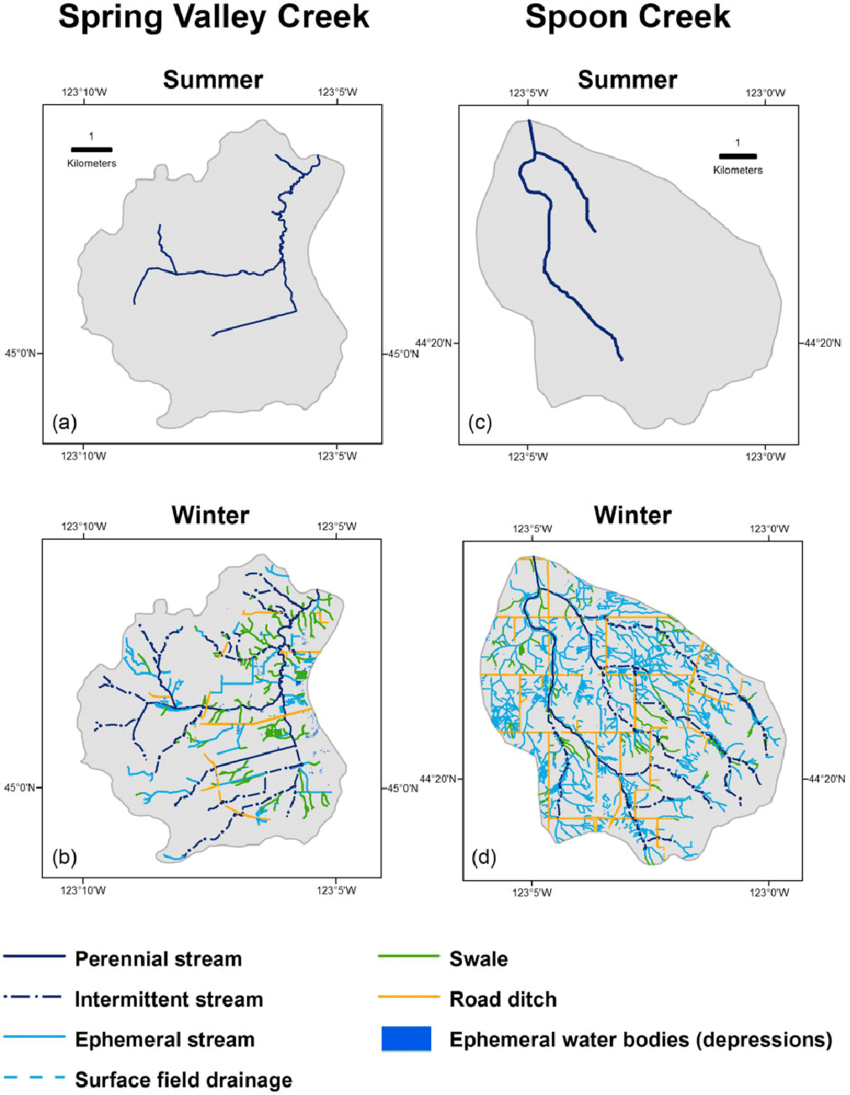 Spring Valley Creek
Spoon Creek
Summer
Summer
123°10'W
123°5'W
123°5'W
123°0'W
1
Kilometers
1
Kilometers
45°0'N
45°0'N
44°20'N
44°20'N
(a)
(c)
123°10'W
123°5'W
123°5'W
123°0'W
Winter
Winter
123°10'W
123°5'W
123°5'W
123°0'W
45°0'N
45°0'N
44°20'N
44°20'N
(b)
(d)
123°10'W
123°5'W
123°5'W
123°0'W
Perennial stream
Intermittent stream
Ephemeral stream
Surface field drainage
Swale
Road ditch
Ephemeral water bodies (depressions)